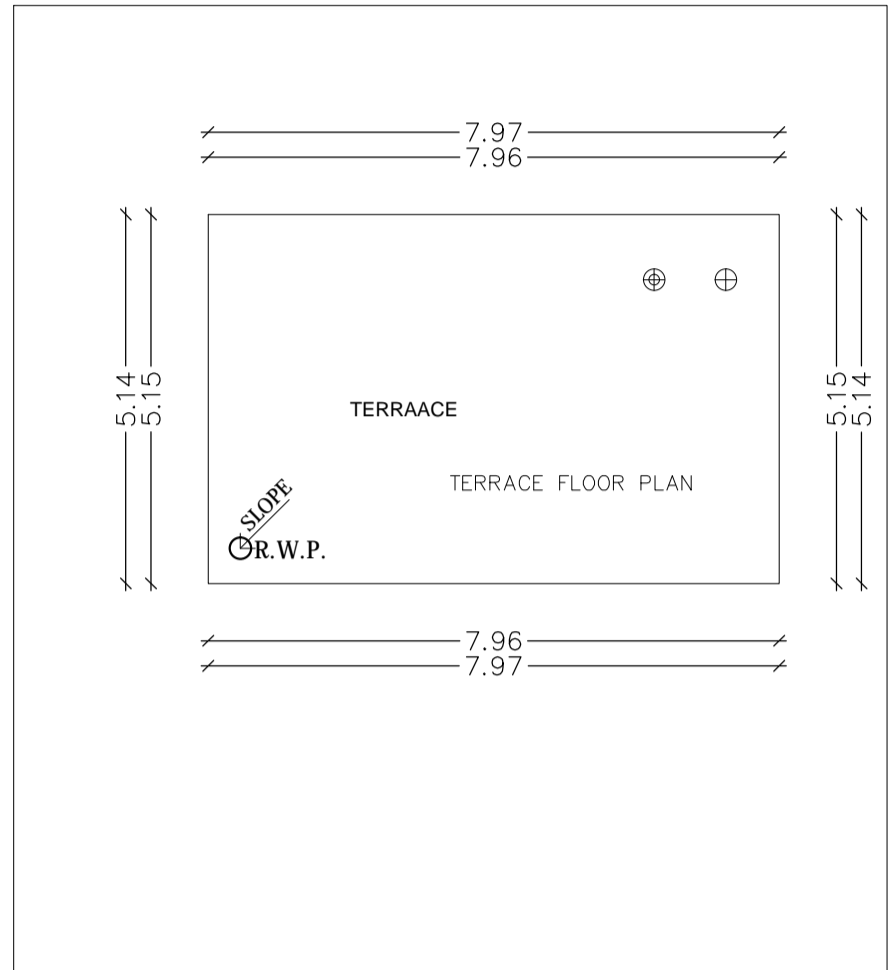 7.97
7.96
5.14
5.15
5.15
5.14
TERRAACE
TERRACE FLOOR PLAN
SLOPE
R.W.P.
7.96
7.97